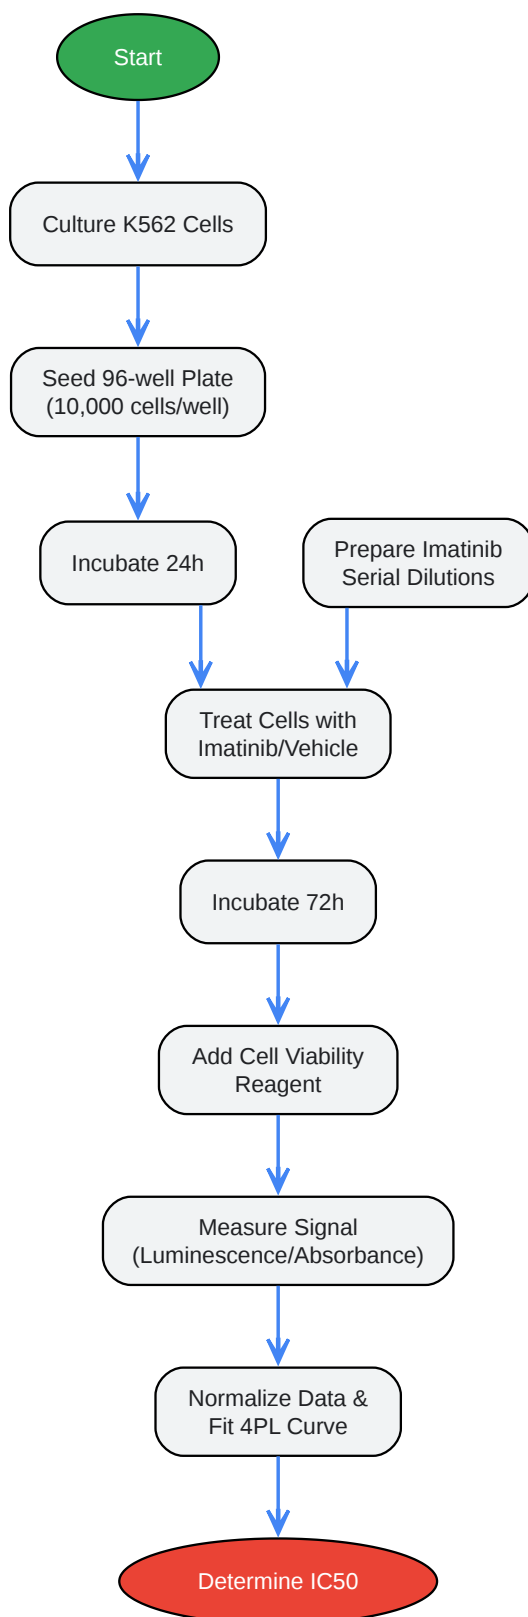 Start
Culture K562 Cells
Seed 96-well Plate
(10,000 cells/well)
Incubate 24h
Prepare Imatinib
Serial Dilutions
Treat Cells with
Imatinib/Vehicle
Incubate 72h
Add Cell Viability
Reagent
Measure Signal
(Luminescence/Absorbance)
Normalize Data &
Fit 4PL Curve
Determine IC50